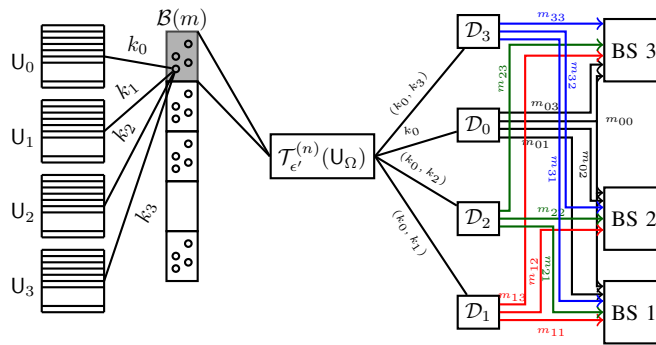 B(m)
U₀
U₁
U₂
U₃
k₀
k₁
k₂
k₃
𝒯_{ϵ′}^{(n)}(U_Ω)
(k₀, k₃)
k₀
(k₀, k₂)
(k₀, k₁)
𝒟₃
𝒟₀
𝒟₂
𝒟₁
m₃₃
m₂₃
m₃₂
m₀₃
m₀₀
m₀₁
m₀₂
m₃₁
m₂₂
m₂₁
m₁₂
m₁₃
m₁₁
BS 3
BS 2
BS 1